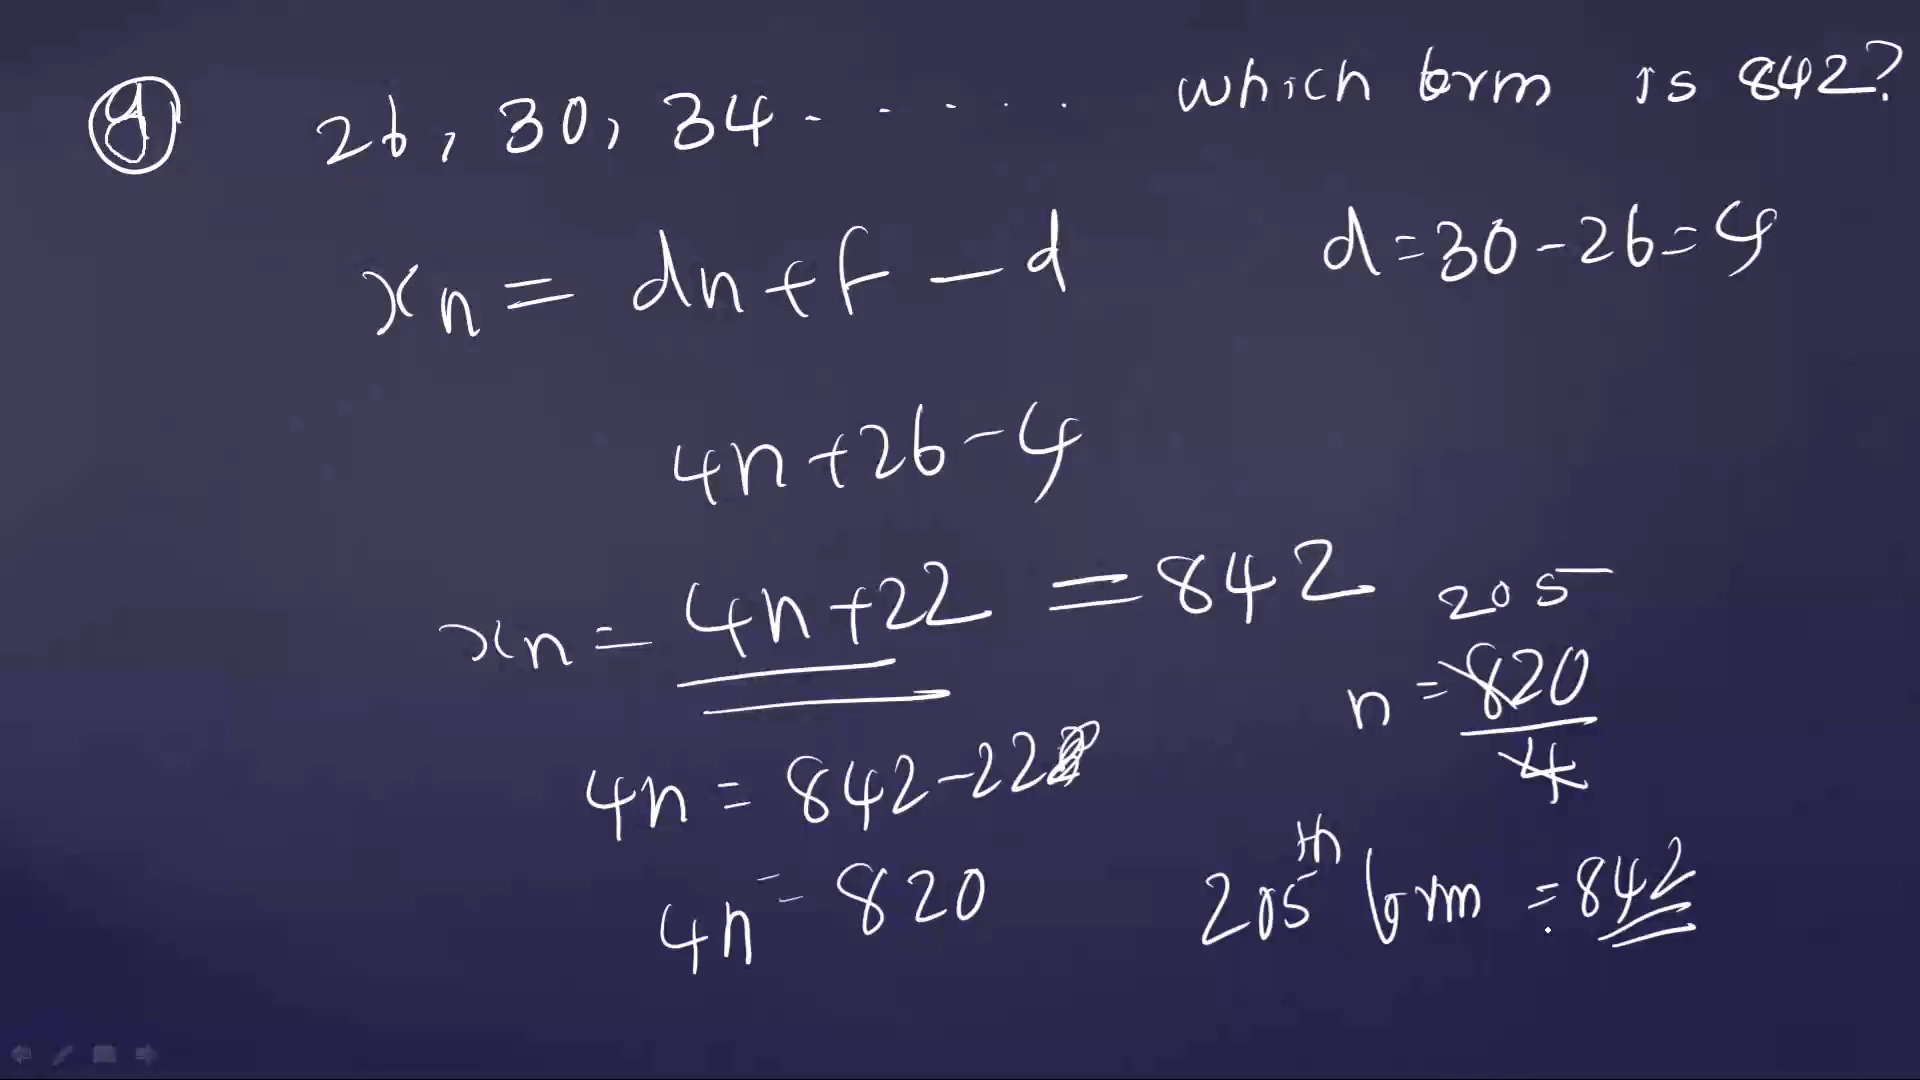 9 26, 30, 34 . . . . . which term is 842?
xn = dn + f - d
d = 30 - 26 = 4
4n + 26 - 4
xn = 4n + 22 = 842
4n = 842 - 22
4n = 820
205
n = 820
4
205th term = 842